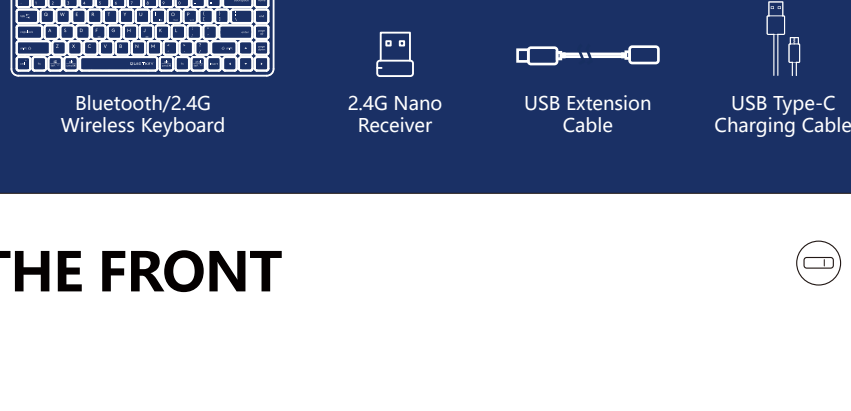 Bluetooth/2.4G
Wireless Keyboard
2.4G Nano
Receiver
USB Extension
Cable
USB Type-C
Charging Cable
THE FRONT